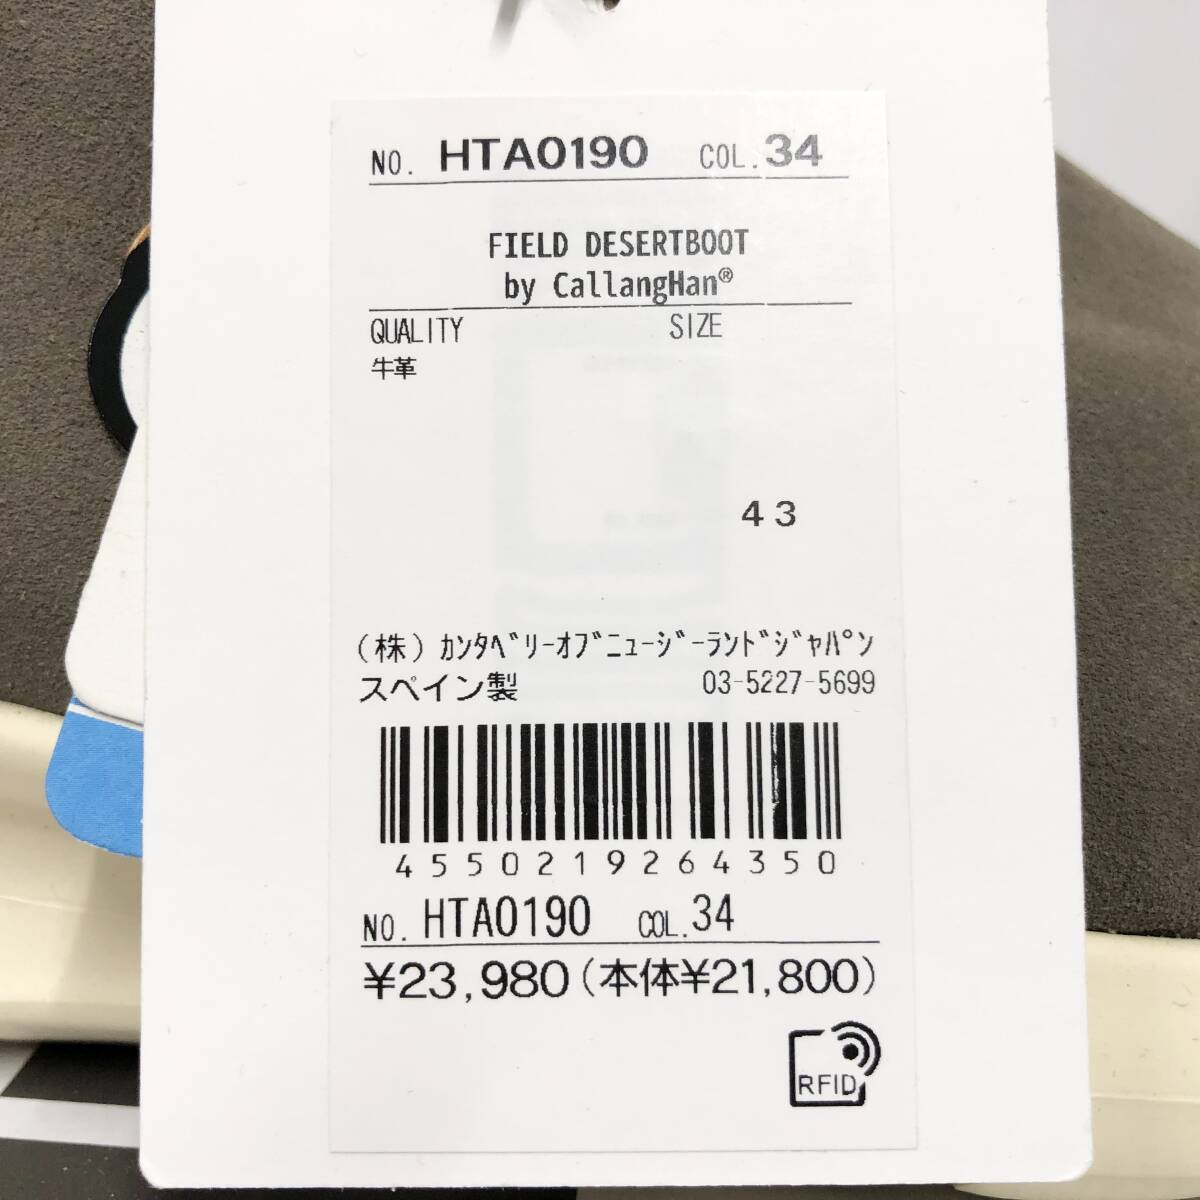 NO. HTA0190 COL. 34
FIELD DESERTBOOT
by CallangHan®
QUALITY SIZE
牛革
43
(株) ｶﾝﾀﾍﾞﾘｰｵﾌﾞﾆｭｰｼﾞｰﾗﾝﾄﾞｼﾞｬﾊﾟﾝ
スペイン製 03-5227-5699
4550219264350
NO. HTA0190 COL. 34
¥23,980(本体¥21,800)
RFID